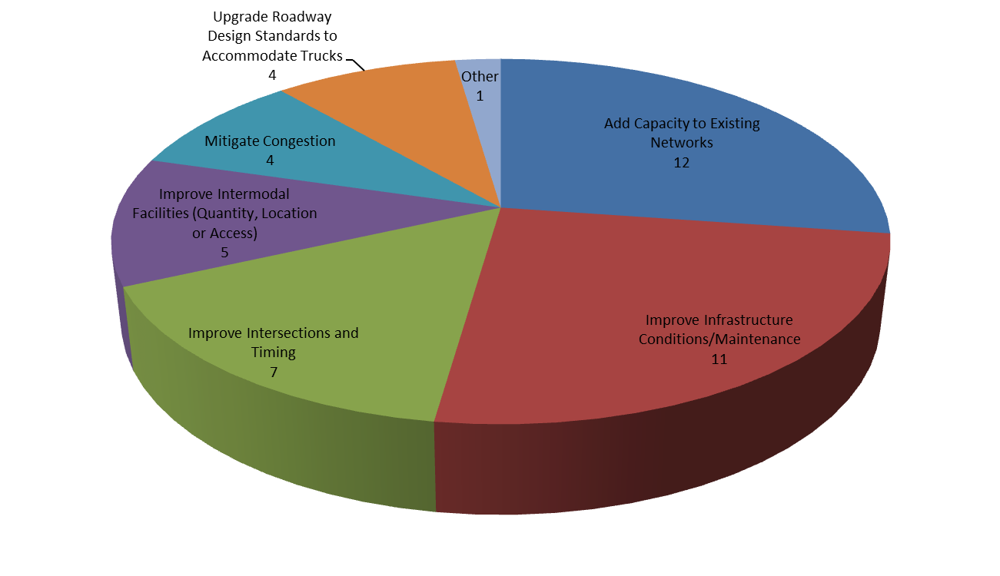 Upgrade Roadway
Design Standards to
Accommodate Trucks
4
Other
1
Add Capacity to Existing
Networks
12
Mitigate Congestion
4
Improve Intermodal
Facilities (Quantity, Location
or Access)
5
Improve Infrastructure
Conditions/Maintenance
11
Improve Intersections and
Timing
7